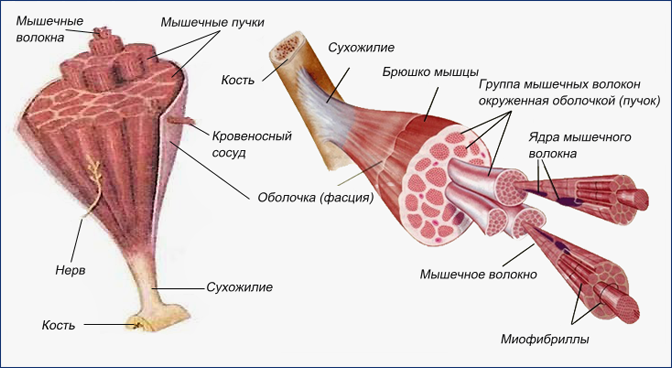 Мышечные
волокна
Мышечные пучки
Кровеносный
сосуд
Оболочка (фасция)
Нерв
Сухожилие
Кость
Сухожилие
Кость
Брюшко мышцы
Группа мышечных волокон
окруженная оболочкой (пучок)
Ядра мышечного
волокна
Мышечное волокно
Миофибриллы